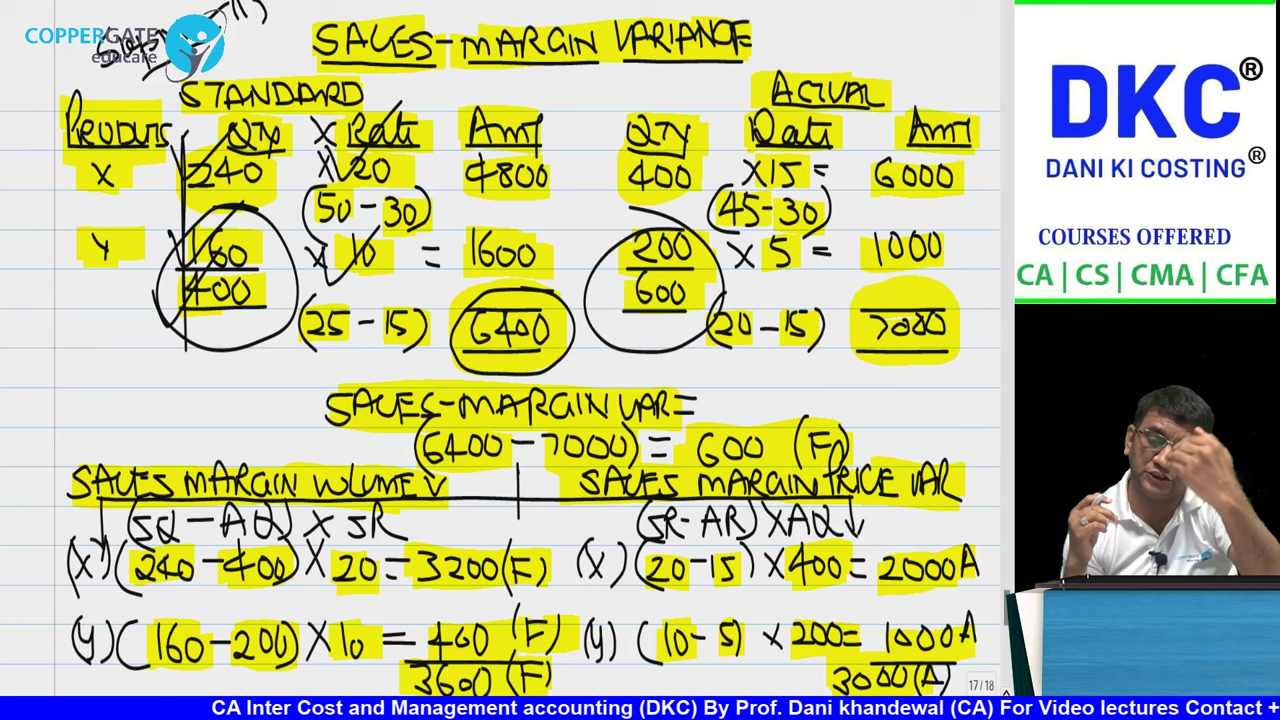 COPPERGATE
educate
SALES-MARGIN VARIANCE
STANDARD ACTUAL
PRODUCTS QTY X Rate AMT QTY Rate AMT
X 240 X 20 4800 400 X15 = 6000
(50 - 30) (45-30)
Y 160 X 10 = 1600 200 X 5 = 1000
400 600
(25 - 15) 6400 (20 - 15) 7000
SALES-MARGIN VAR =
(6400 - 7000) = 600 (F)
SALES MARGIN VOLUME V SALES MARGIN PRICE VAR
(SQ - AQ) X SR (SR-AR) X AQ
(X) (240 - 400) X 20 = 3200 (F) (X) (20 - 15) X 400 = 2000A
(Y) (160 - 200) X 10 = 400 (F) (Y) (10 - 5) X 200 = 1000A
3600 (F) 3000 (A)
17/18
DKC®
DANI KI COSTING
COURSES OFFERED
CA | CS | CMA | CFA
COPPERGATE
CA Inter Cost and Management accounting (DKC) By Prof. Dani khandewal (CA) For Video lectures Contact +